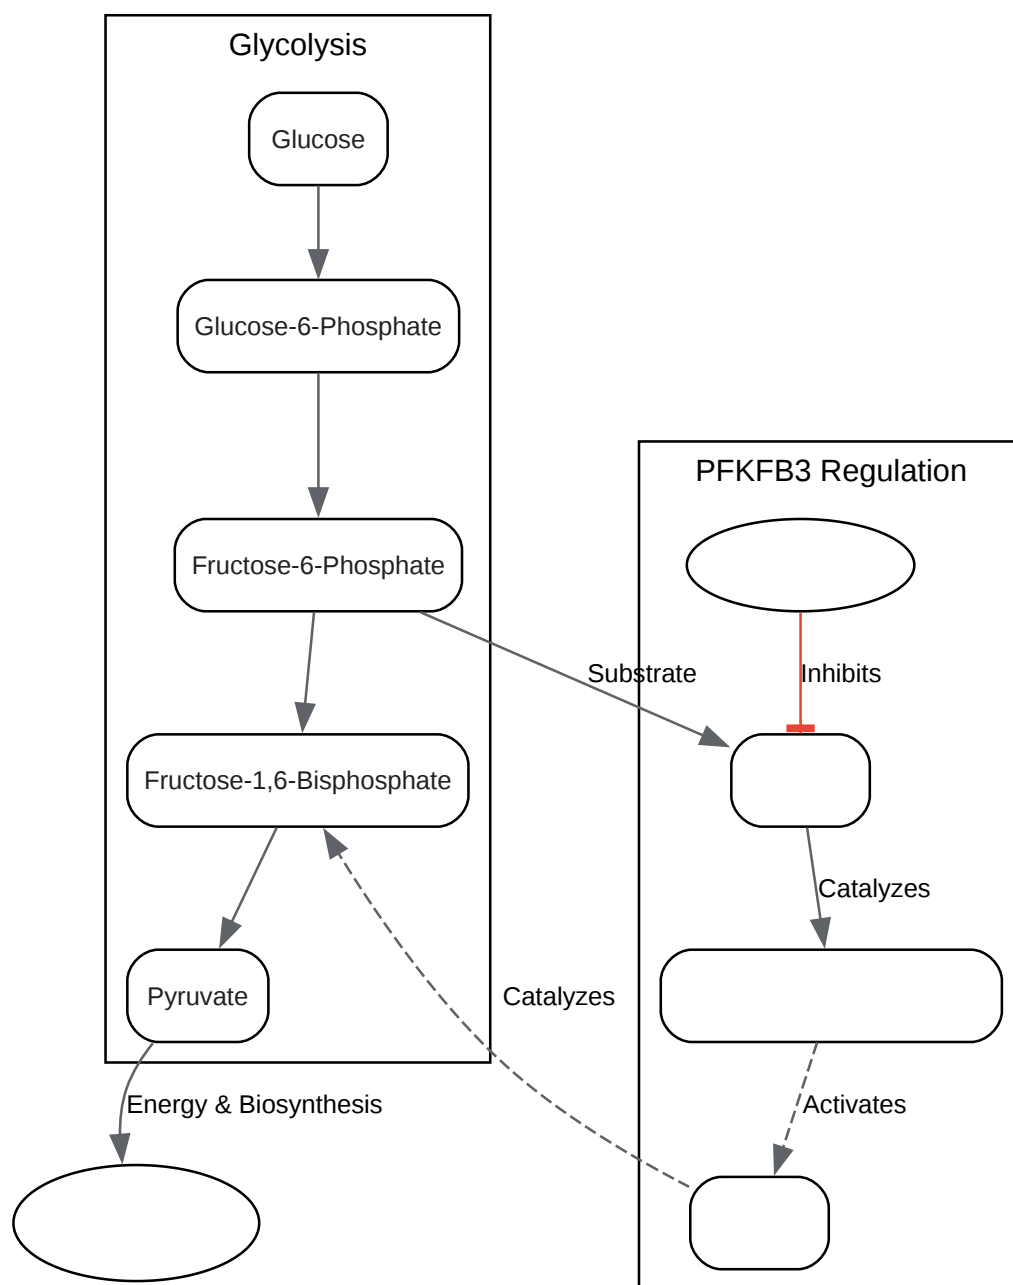 Glycolysis
Glucose
Glucose-6-Phosphate
PFKFB3 Regulation
Fructose-6-Phosphate
Substrate
Inhibits
Fructose-1,6-Bisphosphate
Catalyzes
Pyruvate
Catalyzes
Energy & Biosynthesis
Activates